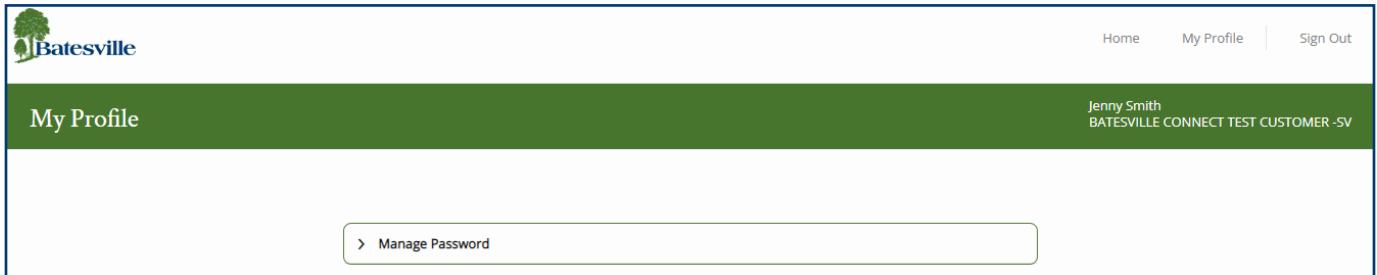 Batesville
Home My Profile Sign Out
My Profile
Jenny Smith
BATESVILLE CONNECT TEST CUSTOMER -SV
Manage Password